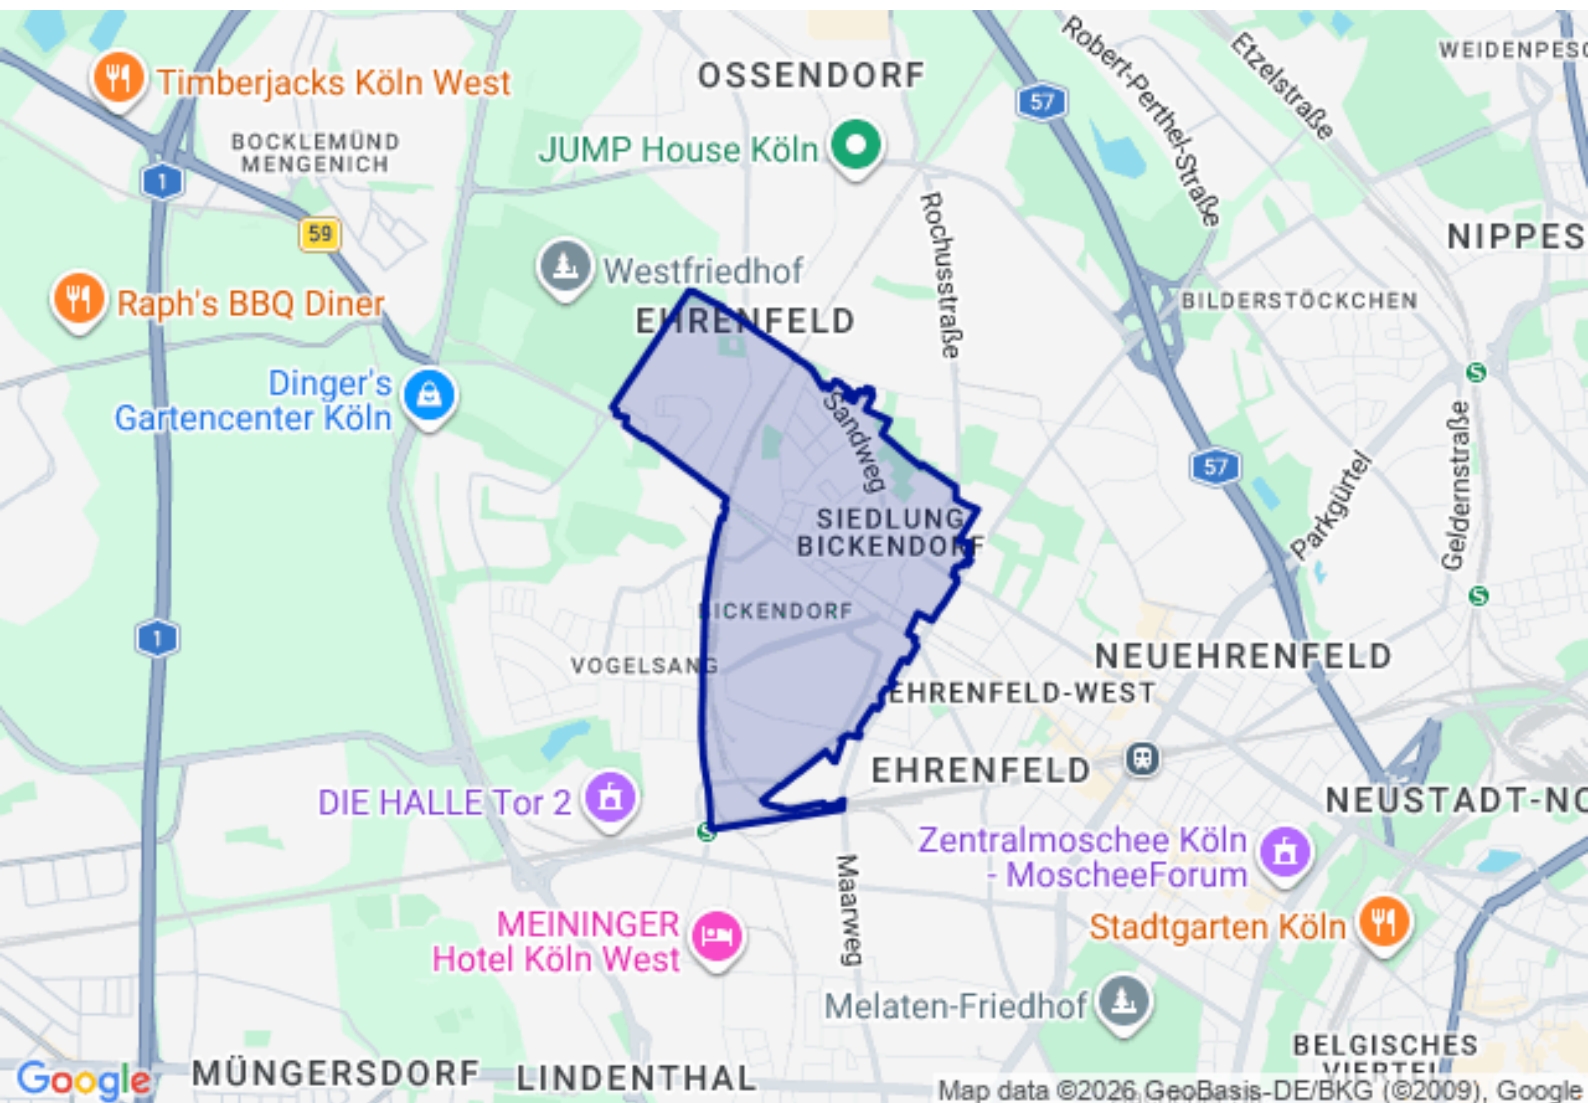 WEIDENPESC
Robert-Perthel-Straße
Etzelstraße
OSSENDORF
Timberjacks Köln West
57
BOCKLEMÜND
MENGENICH
JUMP House Köln
1
59
Rochusstraße
NIPPES
Westfriedhof
Raph's BBQ Diner
EHRENFELD
BILDERSTÖCKCHEN
S
Dinger's
Gartencenter Köln
Sandweg
Geldernstraße
Parkgürtel
57
SIEDLUNG
BICKENDORF
S
BICKENDORF
1
VOGELSANG
NEUEHRENFELD
EHRENFELD-WEST
EHRENFELD
DIE HALLE Tor 2
NEUSTADT-NO
S
Zentralmoschee Köln
- MoscheeForum
Maarweg
MEININGER
Hotel Köln West
Stadtgarten Köln
Melaten-Friedhof
BELGISCHES
VIERTEL
Google
MÜNGERSDORF
LINDENTHAL
Map data ©2026 GeoBasis-DE/BKG (©2009), Google